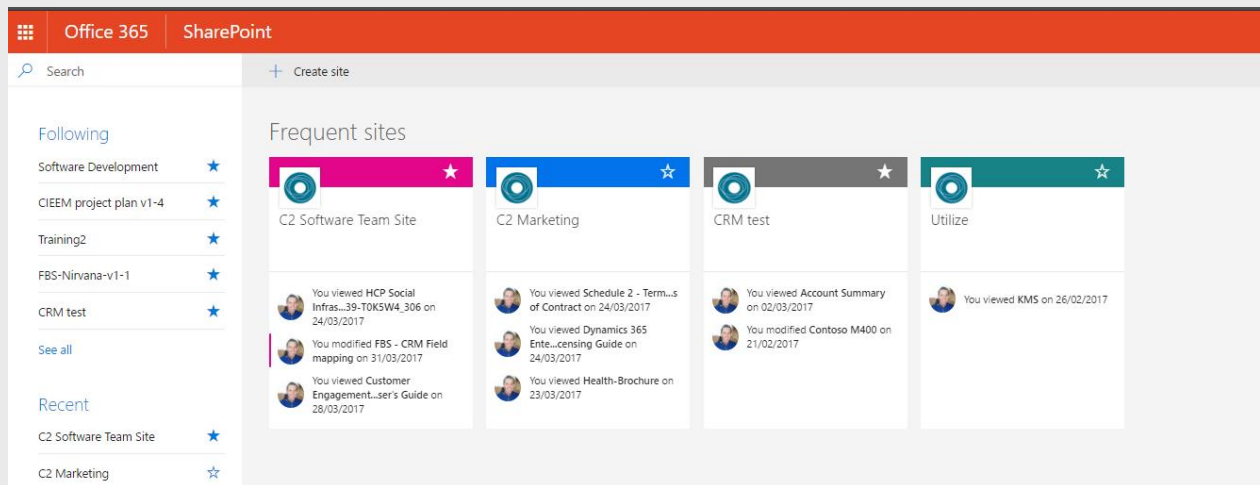 Office 365
SharePoint
Search
Create site
Following
Software Development
CIEEM project plan v1-4
Training2
FBS-Nirvana-v1-1
CRM test
See all
Recent
C2 Software Team Site
C2 Marketing
Frequent sites
C2 Software Team Site
You viewed HCP Social
Infras...39-T0K5W4_306 on
24/03/2017
You modified FBS - CRM Field
mapping on 31/03/2017
You viewed Customer
Engagement...ser's Guide on
28/03/2017
C2 Marketing
You viewed Schedule 2 - Term...s
of Contract on 24/03/2017
You viewed Dynamics 365
Ente...censing Guide on
24/03/2017
You viewed Health-Brochure on
23/03/2017
CRM test
You viewed Account Summary
on 02/03/2017
You modified Contoso M400 on
21/02/2017
Utilize
You viewed KMS on 26/02/2017